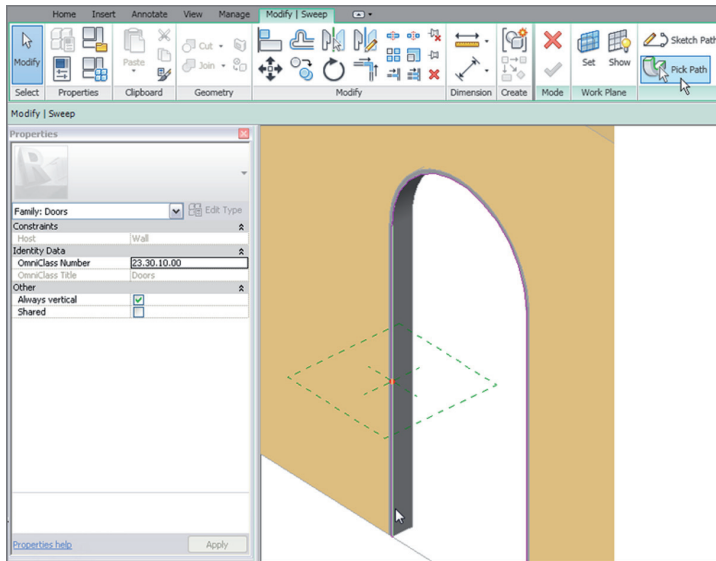 Home Insert Annotate View Manage Modify | Sweep
Cut
Join
Sketch Path
Modify Paste Set Show Pick Path
Select Properties Clipboard Geometry Modify Dimension Create Mode Work Plane
Modify | Sweep
Properties
Family: Doors Edit Type
Constraints
Host Wall
Identity Data
OmniClass Number 23.30.10.00
OmniClass Title Doors
Other
Always vertical
Shared
Properties help Apply